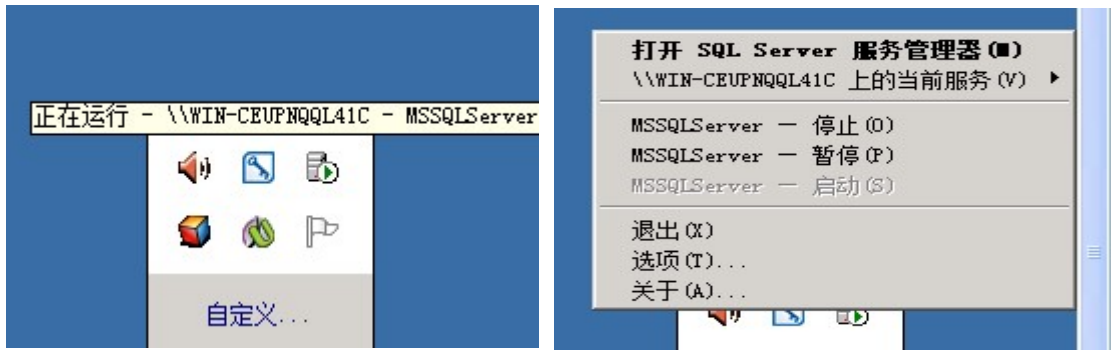 正在运行 - \\WIN-CEUPNQQL41C - MSSQLServer
自定义...
打开 SQL Server 服务管理器(M)
\\WIN-CEUPNQQL41C 上的当前服务(V)
MSSQLServer — 停止(O)
MSSQLServer — 暂停(P)
MSSQLServer — 启动(S)
退出(X)
选项(T)...
关于(A)...